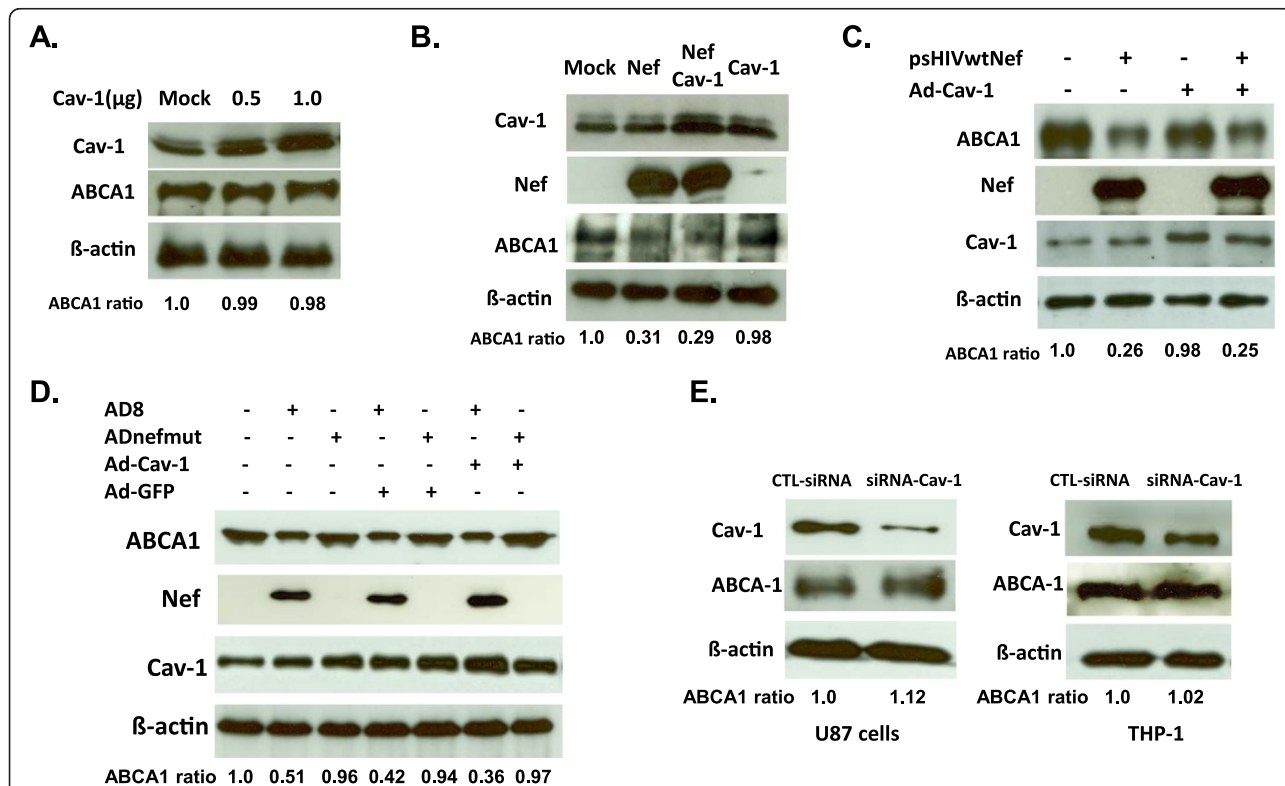 A.
Cav-1(µg) Mock 0.5 1.0
Cav-1
ABCA1
ß-actin
ABCA1 ratio 1.0 0.99 0.98
B.
Mock Nef Nef Cav-1 Cav-1
Cav-1
Nef
ABCA1
ß-actin
ABCA1 ratio 1.0 0.31 0.29 0.98
C.
psHIVwtNef - + - +
Ad-Cav-1 - - + +
ABCA1
Nef
Cav-1
ß-actin
ABCA1 ratio 1.0 0.26 0.98 0.25
D.
AD8 - + - + - + -
ADnefmut - - + - + - +
Ad-Cav-1 - - - - - + +
Ad-GFP - - - + + - -
ABCA1
Nef
Cav-1
ß-actin
ABCA1 ratio 1.0 0.51 0.96 0.42 0.94 0.36 0.97
E.
CTL-siRNA siRNA-Cav-1
Cav-1
ABCA-1
ß-actin
ABCA1 ratio 1.0 1.12
U87 cells
CTL-siRNA siRNA-Cav-1
Cav-1
ABCA-1
ß-actin
ABCA1 ratio 1.0 1.02
THP-1